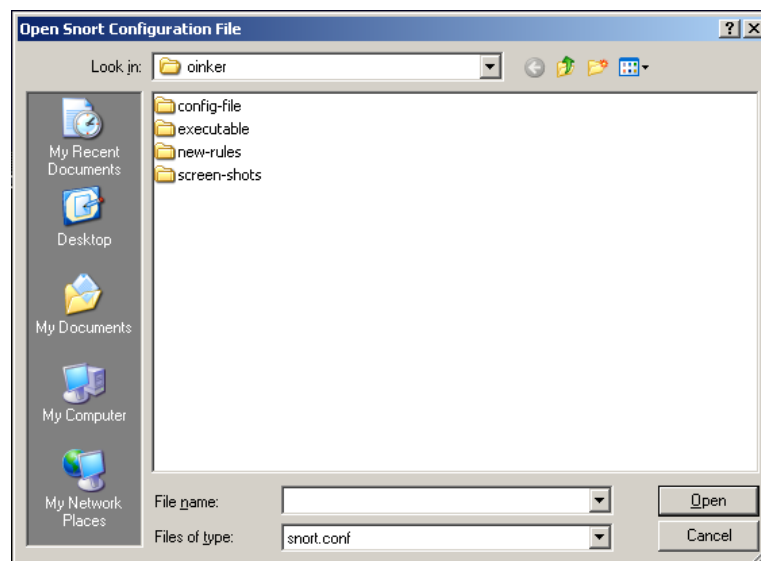 Open Snort Configuration File
Look in:
oinker
My Recent
Documents
Desktop
My Documents
My Computer
My Network
Places
config-file
executable
new-rules
screen-shots
File name:
Open
Files of type:
snort.conf
Cancel